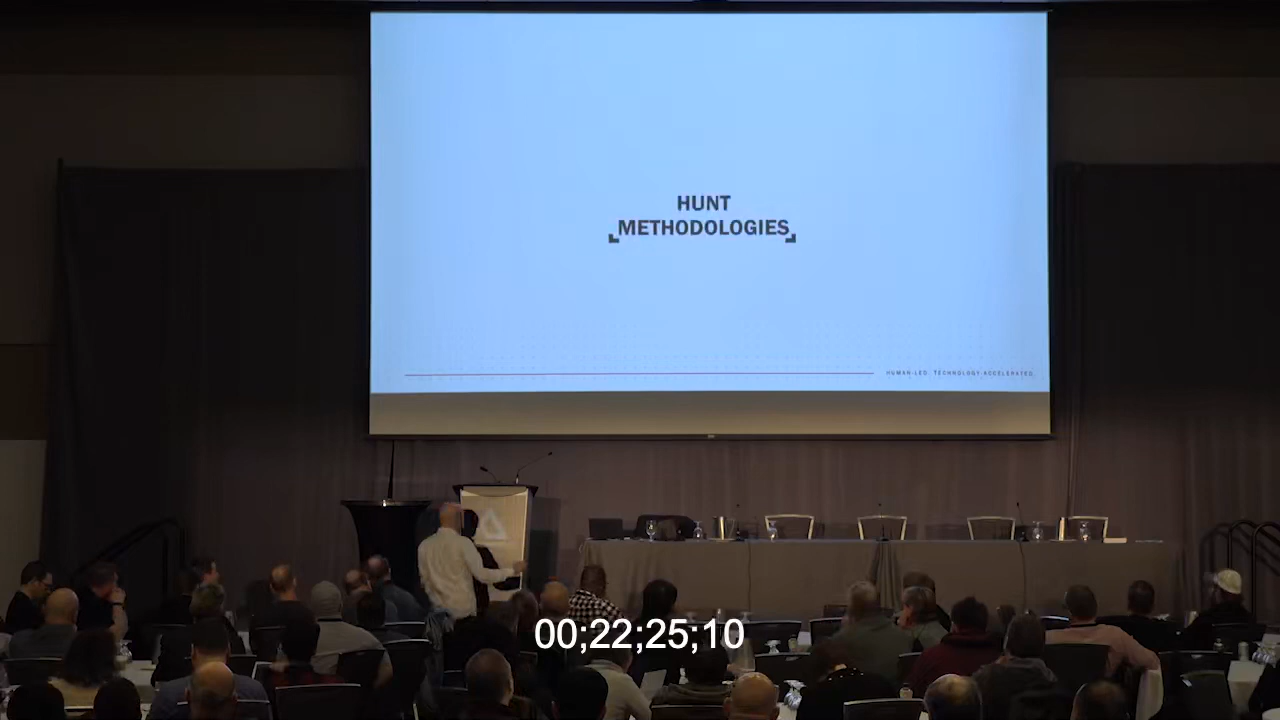 HUNT
METHODOLOGIES
HUMAN-LED. TECHNOLOGY-ACCELERATED.
00;22;25;10